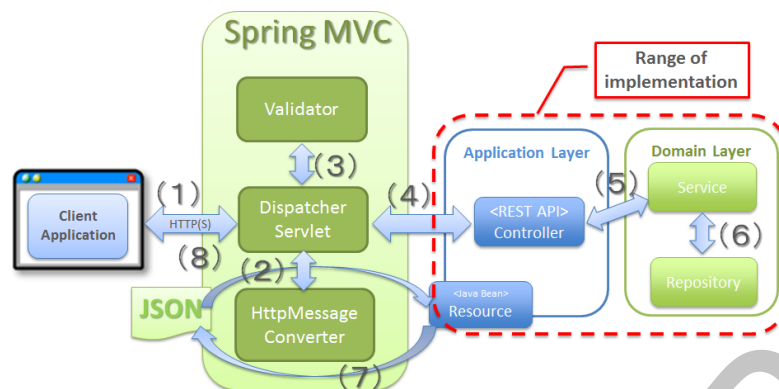 Spring MVC
Range of
implementation
Validator
Application Layer
Domain Layer
(3)
(1)
(4)
(5)
Service
Client
Application
HTTP(S)
Dispatcher
Servlet
<REST API>
Controller
(8)
(2)
(6)
JSON
HttpMessage
Converter
<Java Bean>
Resource
Repository
(7)